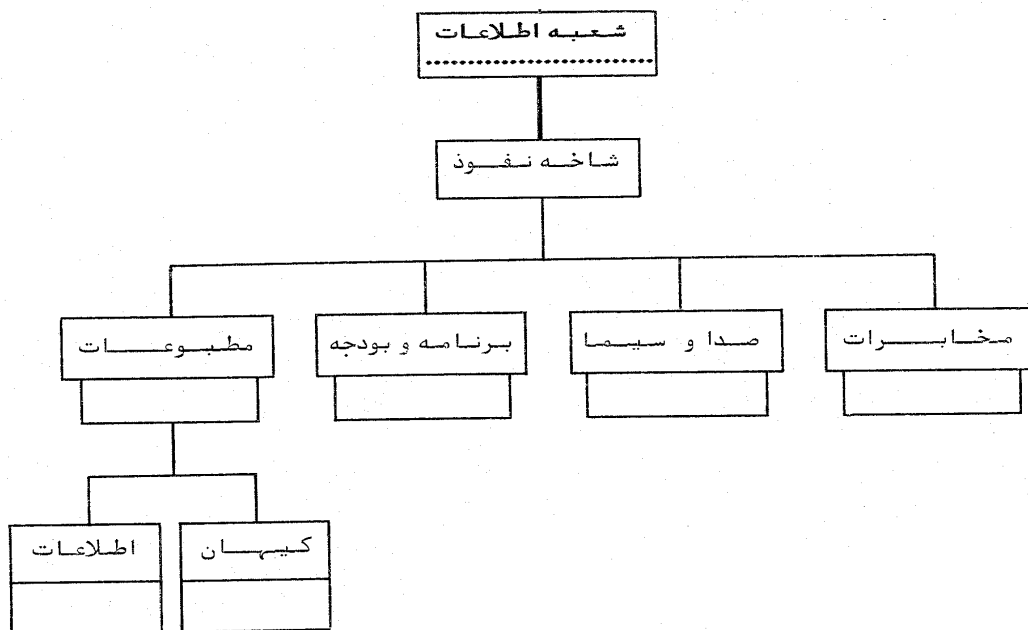 شعبه اطلاعات
شاخه نفوذ
مخابرات
صدا و سیما
برنامه و بودجه
مطبوعات
کیهان
اطلاعات